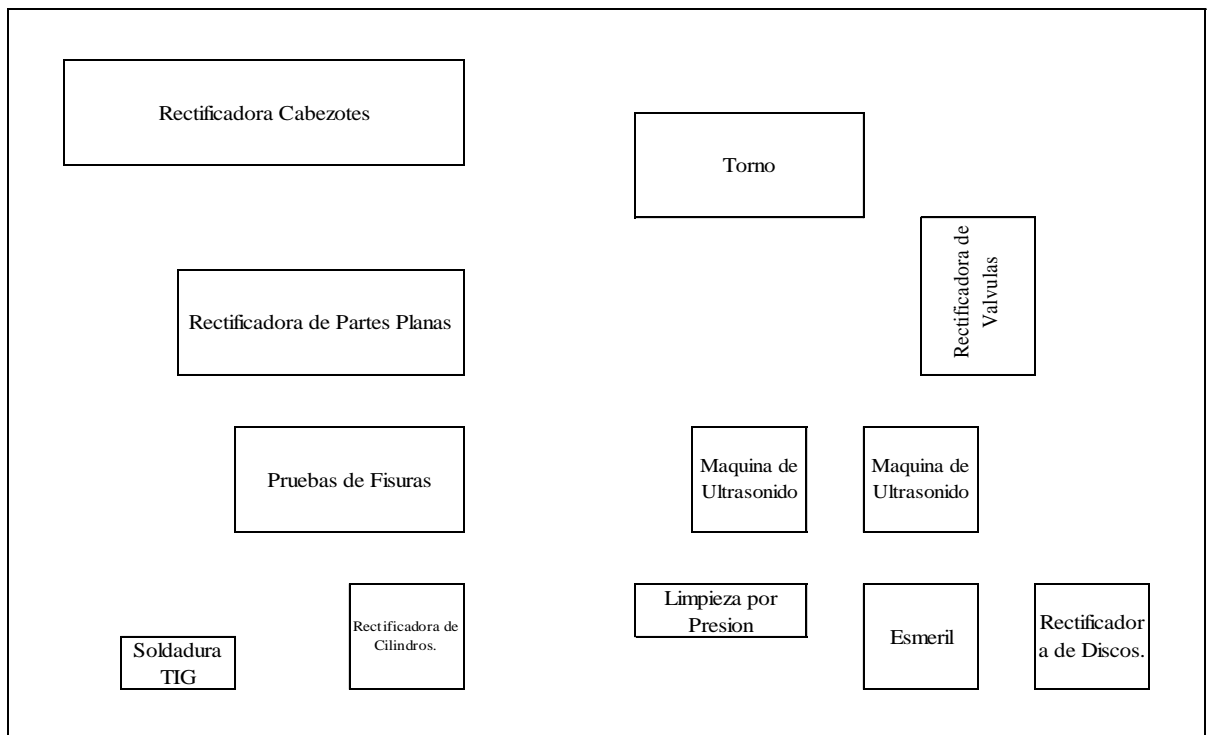 Rectificadora Cabezotes
Torno
Rectificadora de
Valvulas
Rectificadora de Partes Planas
Pruebas de Fisuras
Maquina de
Ultrasonido
Maquina de
Ultrasonido
Soldadura
TIG
Rectificadora de
Cilindros.
Limpieza por
Presion
Esmeril
Rectificador
a de Discos.